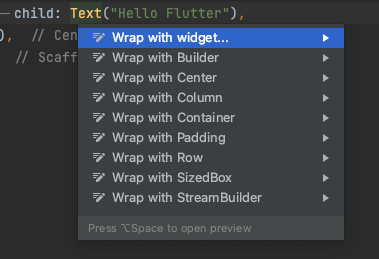 child: Text("Hello Flutter"),
), // Cen
Wrap with widget...
// Scaff
Wrap with Builder
Wrap with Center
Wrap with Column
Wrap with Container
Wrap with Padding
Wrap with Row
Wrap with SizedBox
Wrap with StreamBuilder
Press ⌥Space to open preview